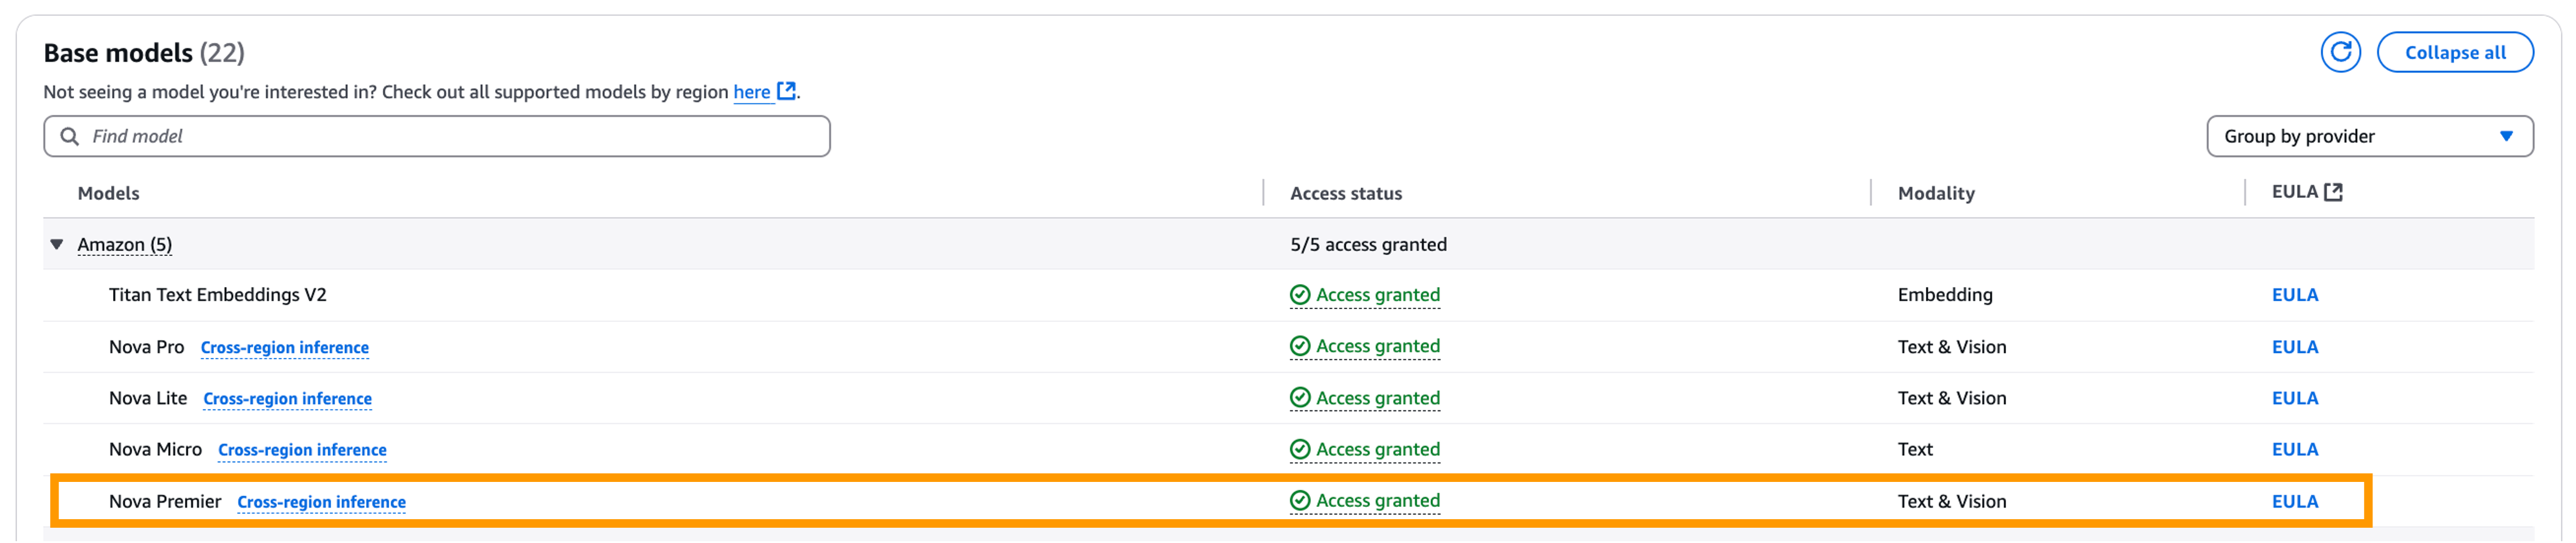 Base models (22)
Collapse all
Not seeing a model you're interested in? Check out all supported models by region here.
Find model
Group by provider
Models Access status Modality EULA
Amazon (5) 5/5 access granted
Titan Text Embeddings V2 Access granted Embedding EULA
Nova Pro Cross-region inference Access granted Text & Vision EULA
Nova Lite Cross-region inference Access granted Text & Vision EULA
Nova Micro Cross-region inference Access granted Text EULA
Nova Premier Cross-region inference Access granted Text & Vision EULA